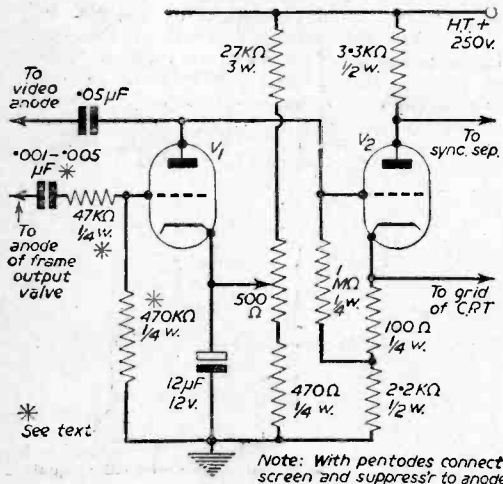 H.T.+
250v.
27KΩ
3 w.
3·3KΩ
½ w.
To
video
anode
·05μF
V1
V2
To
sync. sep.
·001-·005
μF *
47KΩ
¼ w.
*
To
anode
of frame
output
valve
*
470KΩ
¼ w.
500
Ω
1
MΩ
¼ w.
To grid
of C.R.T.
100Ω
¼ w.
12μF
12v.
470Ω
¼ w.
2·2KΩ
½ w.
*
See text
Note: With pentodes connect
screen and suppress'r to anode